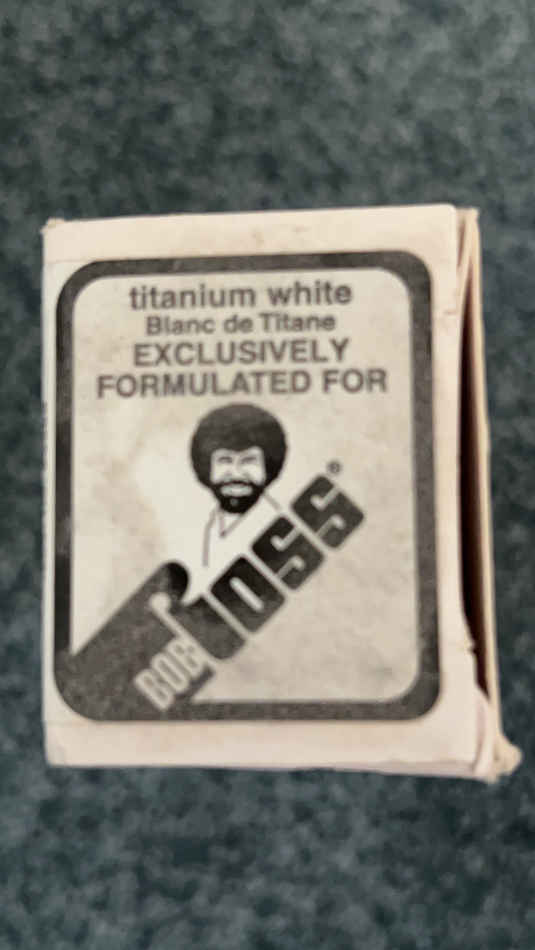 titanium white
Blanc de Titane
EXCLUSIVELY
FORMULATED FOR
BOB ross®